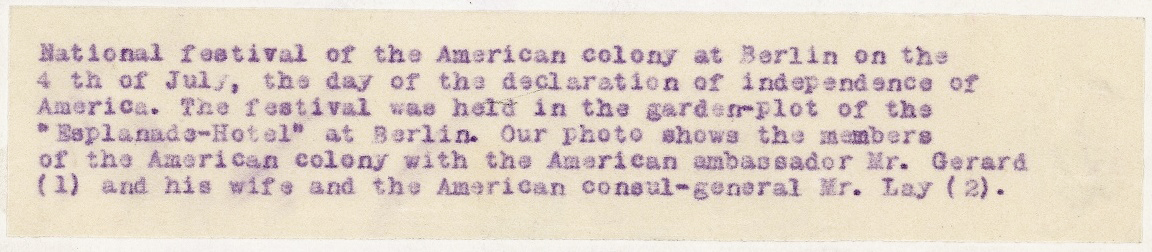 National festival of the American colony at Berlin on the
4 th of July, the day of the declaration of independence of
America. The festival was held in the garden-plot of the
"Esplanade-Hotel" at Berlin. Our photo shows the members
of the American colony with the American ambassador Mr. Gerard
(1) and his wife and the American consul-general Mr. Lay (2).